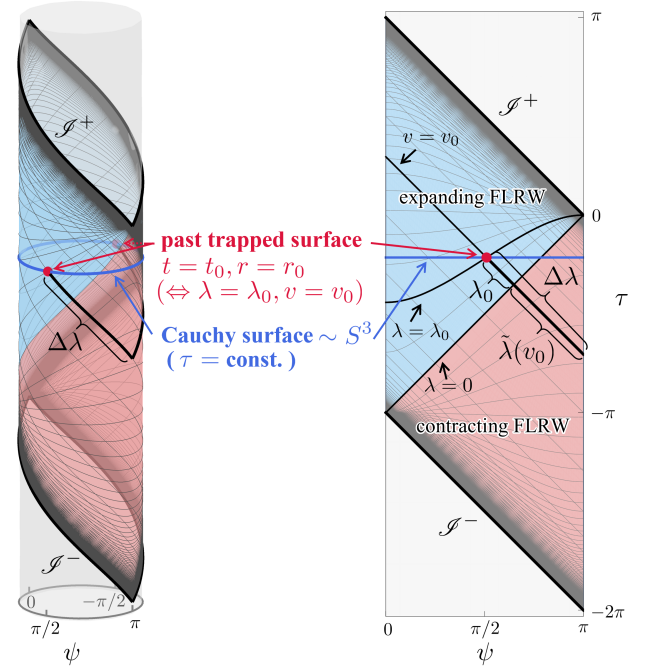 𝓘⁺
past trapped surface
t = t₀, r = r₀
(⇔ λ = λ₀, v = v₀)
Cauchy surface ∼ S³
( τ = const. )
Δλ
𝓘⁻
0
−π/2
π/2
π
ψ
π
𝓘⁺
v = v₀
expanding FLRW
0
λ₀
Δλ
τ
λ = λ₀
λ̃(v₀)
λ = 0
−π
contracting FLRW
𝓘⁻
−2π
0
π/2
π
ψ